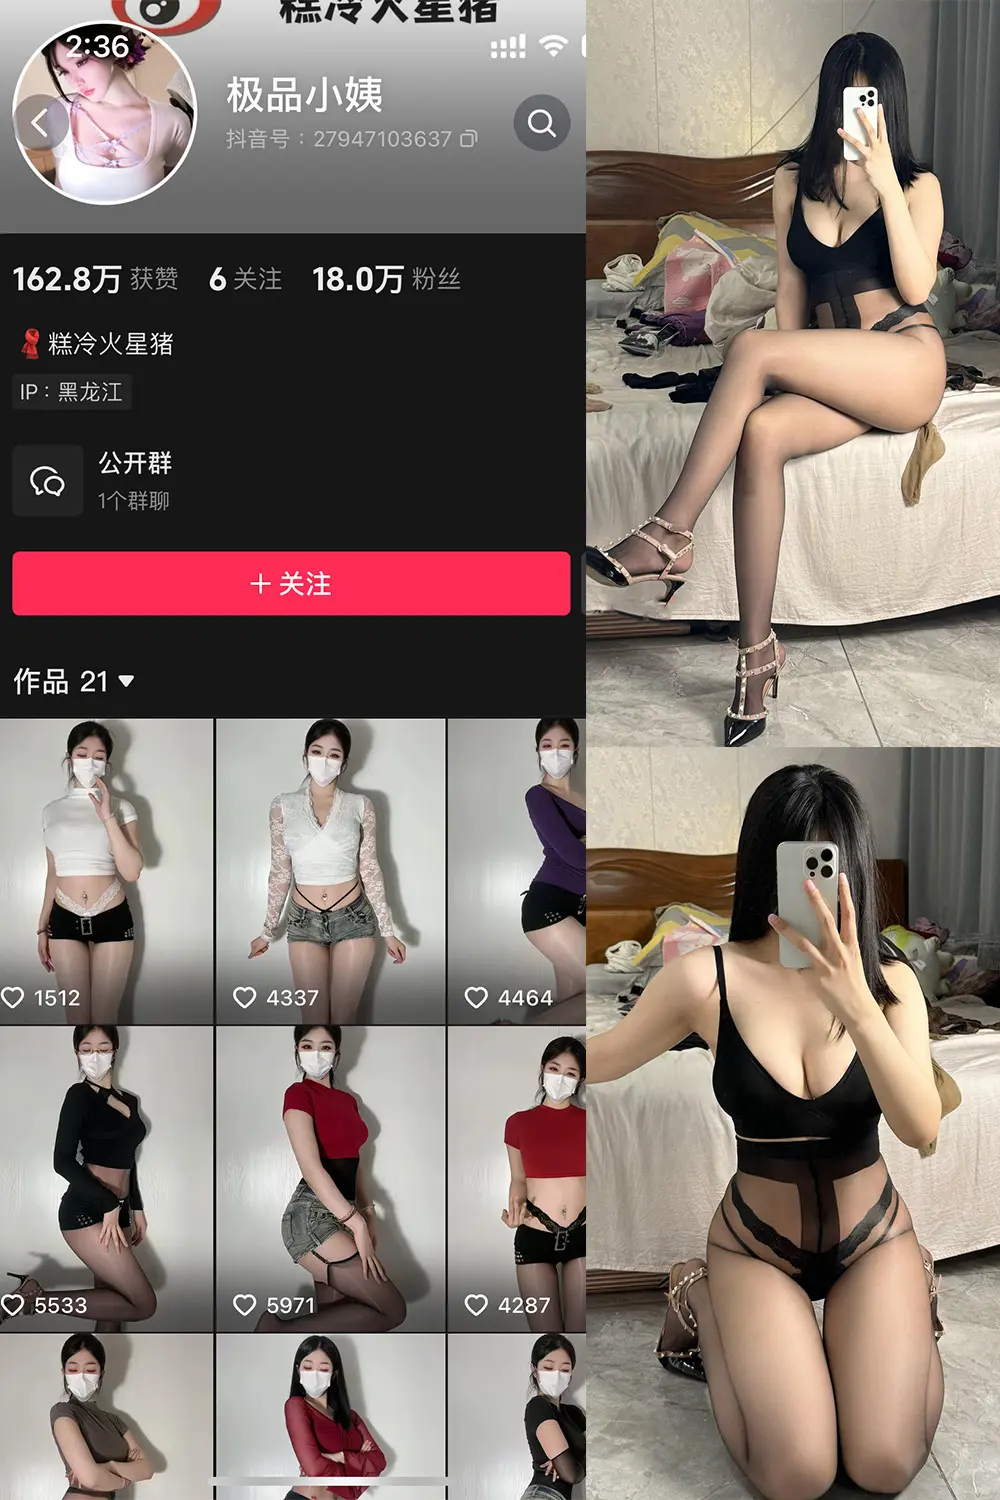 糕冷火星猪
2:36
极品小姨
抖音号：27947103637
162.8万 获赞 6 关注 18.0万 粉丝
糕冷火星猪
IP：黑龙江
公开群
1个群聊
＋关注
作品 21
1512
4337
4464
5533
5971
4287